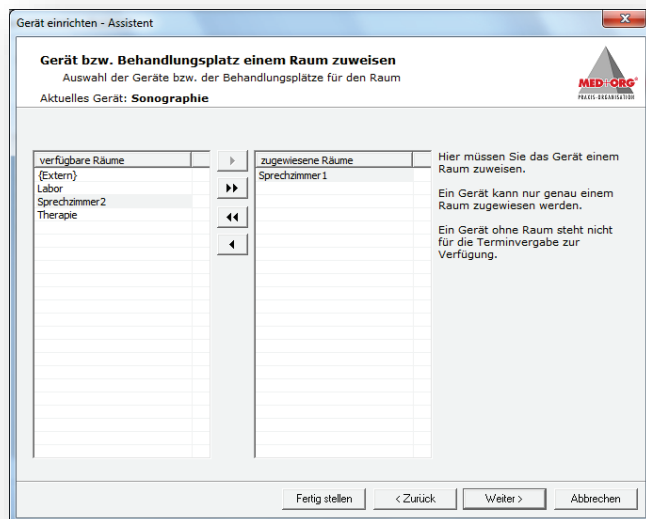 Gerät einrichten - Assistent
Gerät bzw. Behandlungsplatz einem Raum zuweisen
Auswahl der Geräte bzw. der Behandlungsplätze für den Raum
Aktuelles Gerät: Sonographie
MED+ORG®
PRAXIS-ORGANISATION
verfügbare Räume
{Extern}
Labor
Sprechzimmer2
Therapie
zugewiesene Räume
Sprechzimmer1
Hier müssen Sie das Gerät einem
Raum zuweisen.
Ein Gerät kann nur genau einem
Raum zugewiesen werden.
Ein Gerät ohne Raum steht nicht
für die Terminvergabe zur
Verfügung.
Fertig stellen
< Zurück
Weiter >
Abbrechen